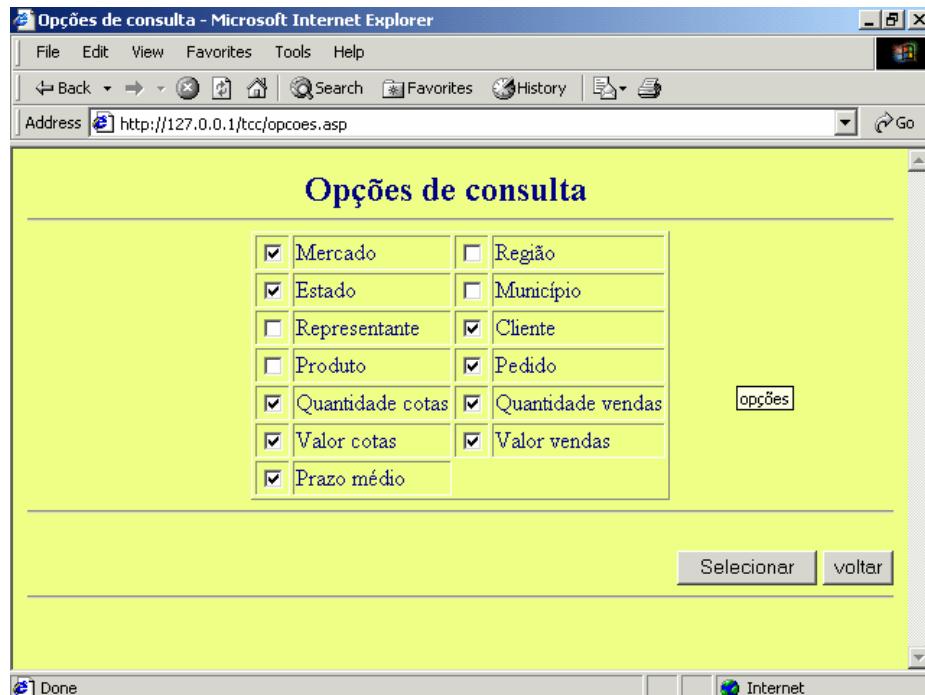 Opções de consulta - Microsoft Internet Explorer
File Edit View Favorites Tools Help
Back Search Favorites History
Address http://127.0.0.1/tcc/opcoes.asp Go
Opções de consulta
Mercado Região
Estado Município
Representante Cliente
Produto Pedido
Quantidade cotas Quantidade vendas
opções
Valor cotas Valor vendas
Prazo médio
Selecionar voltar
Done Internet